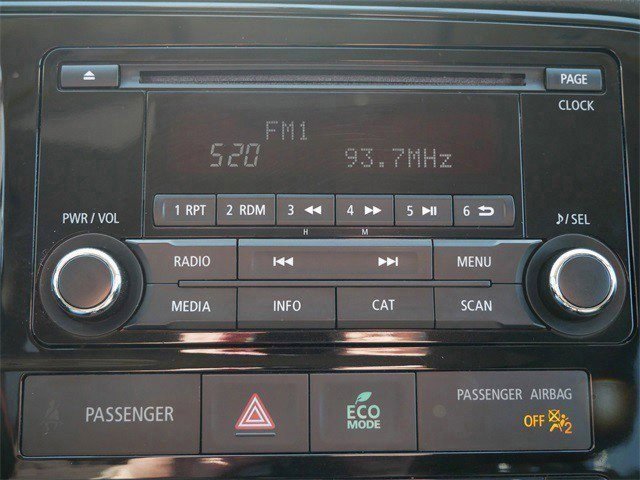 PAGE
CLOCK
FM1
520 93.7MHz
1 RPT 2 RDM 3 4 5 6
H M
PWR / VOL
/ SEL
RADIO MENU
MEDIA INFO CAT SCAN
PASSENGER
ECO
MODE
PASSENGER AIRBAG
OFF 2